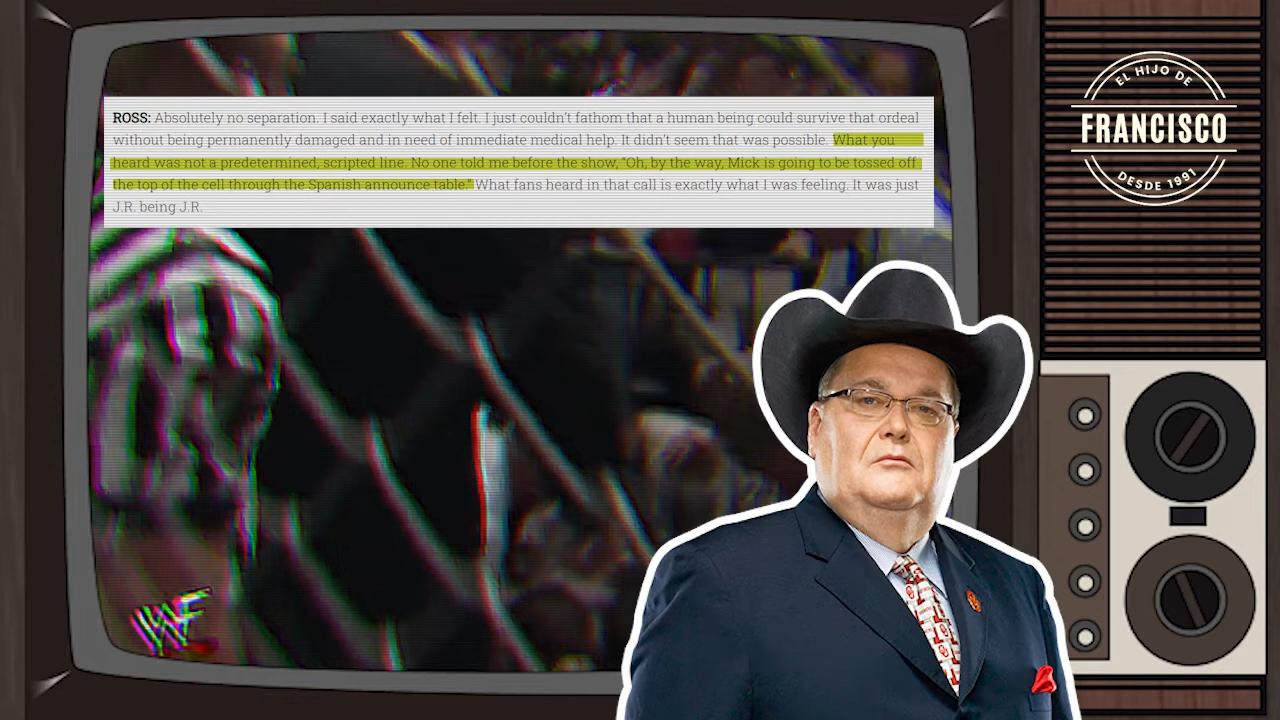 ROSS: Absolutely no separation. I said exactly what I felt. I just couldn't fathom that a human being could survive that ordeal
without being permanently damaged and in need of immediate medical help. It didn't seem that was possible. What you
heard was not a predetermined, scripted line. No one told me before the show, "Oh, by the way, Mick is going to be tossed off
the top of the cell through the Spanish announce table." What fans heard in that call is exactly what I was feeling. It was just
J.R. being J.R.
EL HIJO DE
FRANCISCO
DESDE 1991
WF